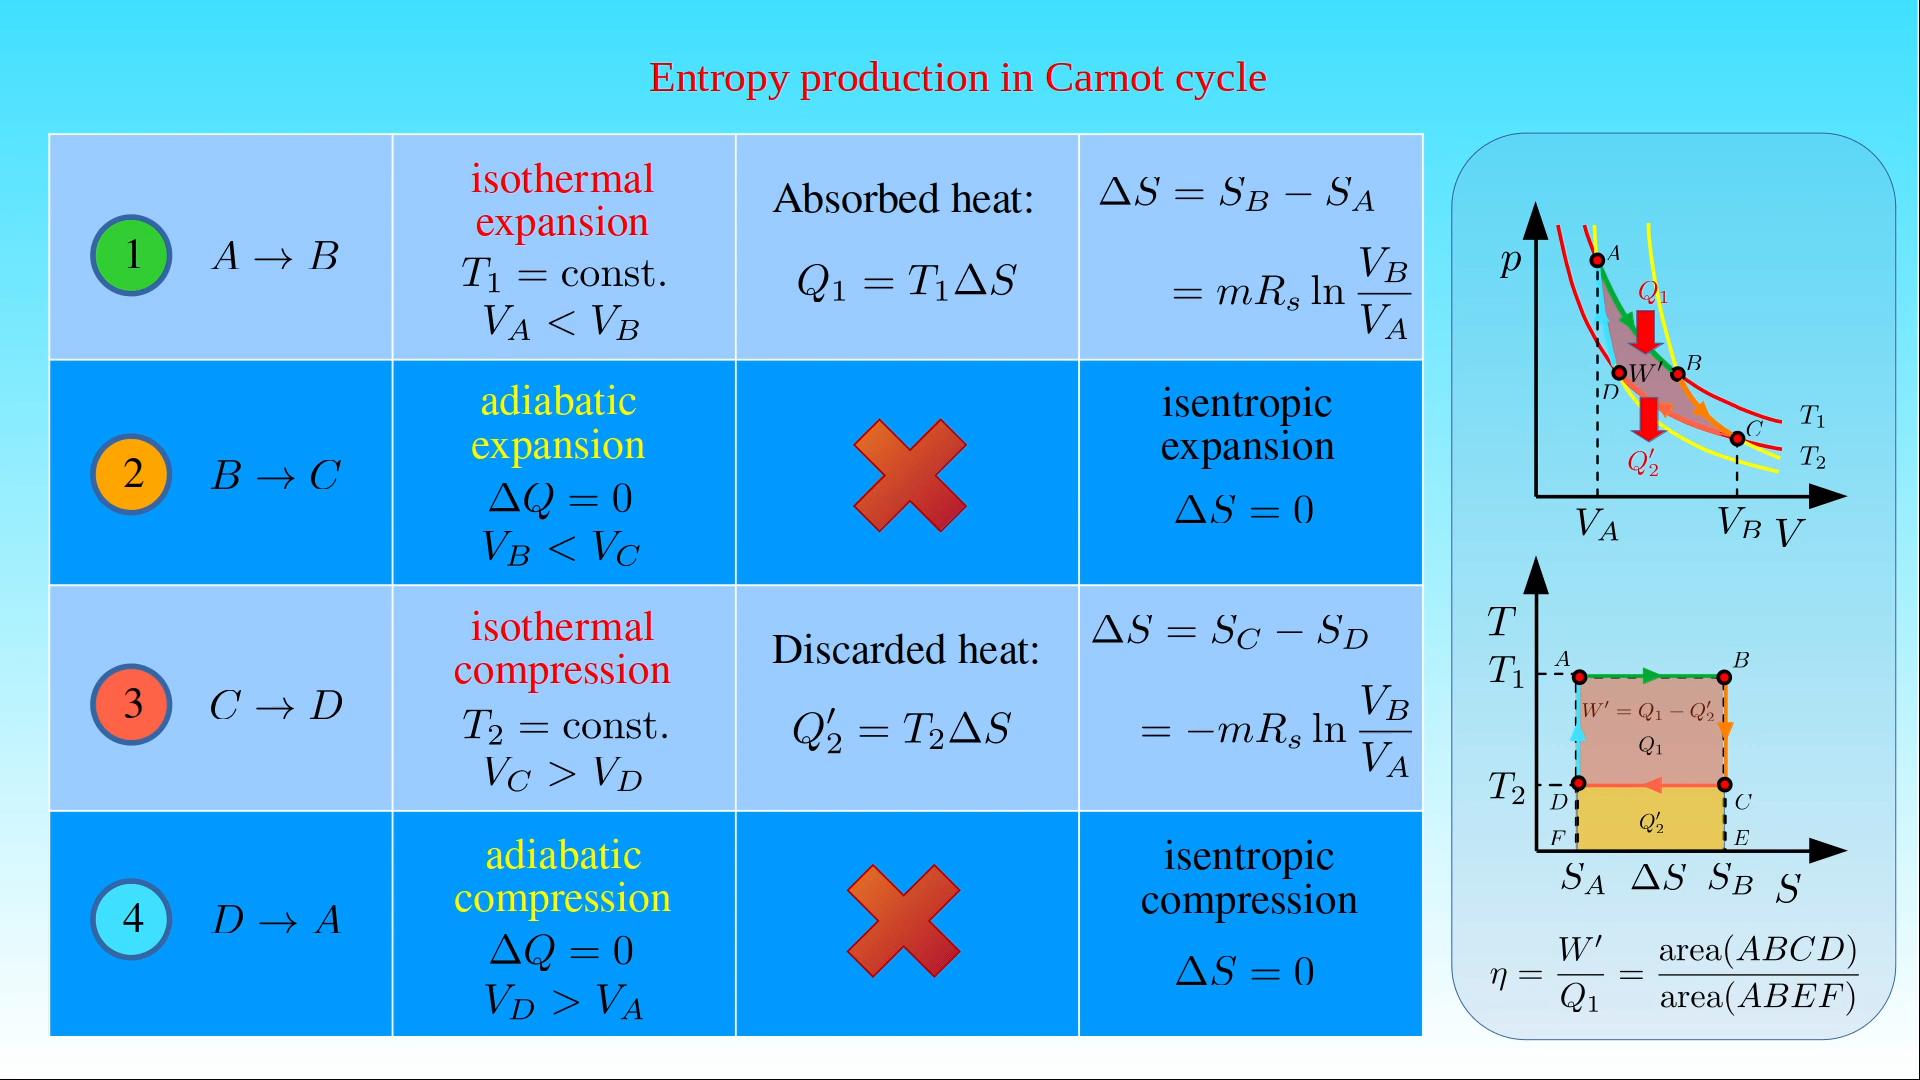 Entropy production in Carnot cycle
1 A → B
isothermal
expansion
T₁ = const.
V_A < V_B
Absorbed heat:
Q₁ = T₁ΔS
ΔS = S_B − S_A
= mR_s ln V_B/V_A
2 B → C
adiabatic
expansion
ΔQ = 0
V_B < V_C
isentropic
expansion
ΔS = 0
3 C → D
isothermal
compression
T₂ = const.
V_C > V_D
Discarded heat:
Q₂′ = T₂ΔS
ΔS = S_C − S_D
= −mR_s ln V_B/V_A
4 D → A
adiabatic
compression
ΔQ = 0
V_D > V_A
isentropic
compression
ΔS = 0
p
A
Q₁
B
W′
D
T₁
C
T₂
Q₂′
V_A V_B V
T
T₁
A B
W′ = Q₁ − Q₂′
Q₁
T₂
D C
Q₂′
F E
S_A ΔS S_B S
η = W′/Q₁ = area(ABCD)/area(ABEF)